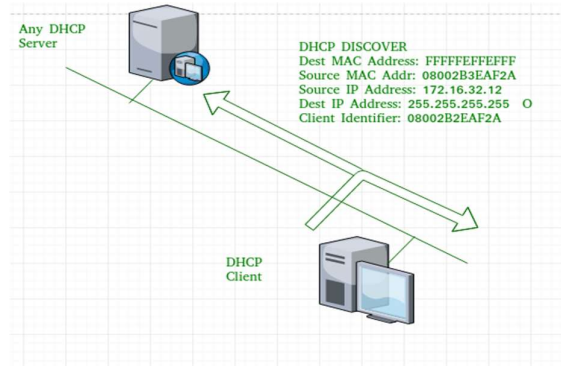 Any DHCP
Server
DHCP DISCOVER
Dest MAC Address: FFFFFEFFEFFF
Source MAC Addr: 08002B3EAF2A
Source IP Address: 172.16.32.12
Dest IP Address: 255.255.255.255 O
Client Identifier: 08002B2EAF2A
DHCP
Client